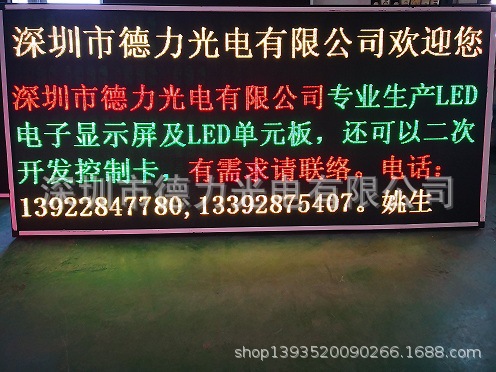 深圳市德力光电有限公司欢迎您
深圳市德力光电有限公司专业生产LED
电子显示屏及LED单元板，还可以二次
开发控制卡，有需求请联络。电话：
深圳市德力光电有限公司
13922847780,13392875407。姚生
shop1393520090266.1688.com